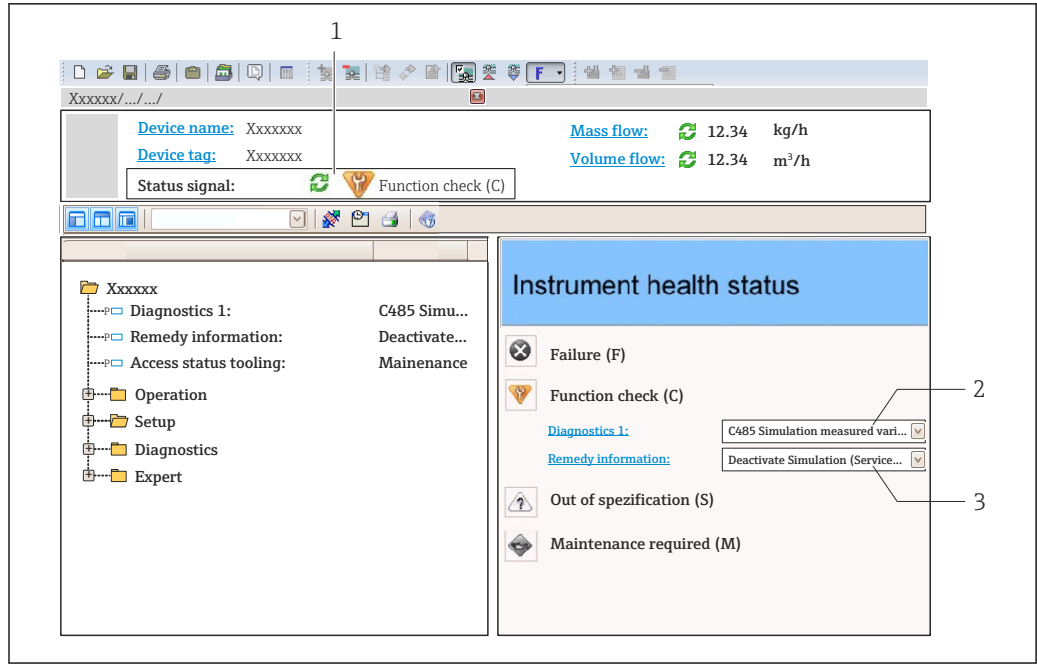 1
F
Xxxxxx/.../.../
Device name: Xxxxxxx
Mass flow: 12.34 kg/h
Device tag: Xxxxxxx
Volume flow: 12.34 m³/h
Status signal: Function check (C)
Xxxxxx
P Diagnostics 1: C485 Simu...
P Remedy information: Deactivate...
P Access status tooling: Mainenance
Operation
Setup
Diagnostics
Expert
Instrument health status
Failure (F)
Function check (C)
2
Diagnostics 1: C485 Simulation measured vari...
Remedy information: Deactivate Simulation (Service...
Out of spezification (S)
3
Maintenance required (M)